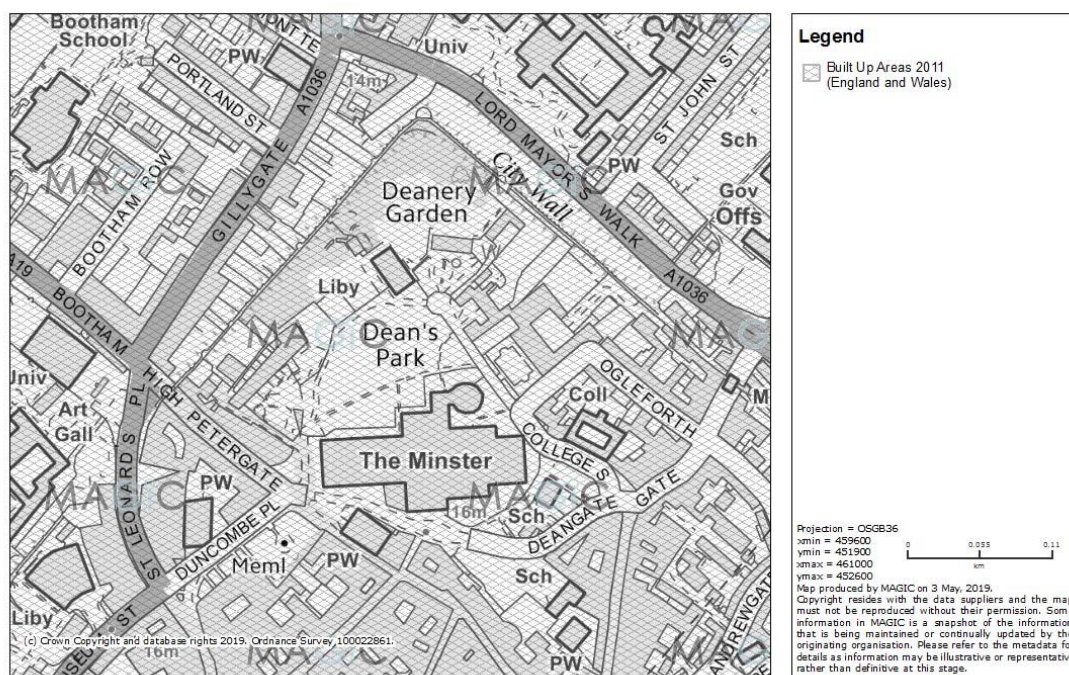 Bootham
School
PW
Univ
PORTLAND ST
14m
A1036
ST JOHN ST
LORD MAYOR'S WALK
Sch
PW
City Wall
MAGIC
BOOTHAM ROW
GILLYGATE
Deanery
Garden
Gov
Offs
A19
BOOTHAM
Liby
A1036
MAGIC
Dean's
Park
Univ
HIGH PETERGATE
OGLEFORTH
Coll
Art
Gall
ST LEONARD'S PL
The Minster
COLLEGE S
PW
16m
Sch
DEANGATE
GATE
DUNCOMBE PL
Meml
PW
Sch
Liby
PW
ANDREWGATE
16m
(c) Crown Copyright and database rights 2019. Ordnance Survey 100022861.
Legend
Built Up Areas 2011
(England and Wales)
Projection = OSGB36
xmin = 459600
ymin = 451900
xmax = 461000
ymax = 452600
0 0.055 0.11
km
Map produced by MAGIC on 3 May, 2019.
Copyright resides with the data suppliers and the map
must not be reproduced without their permission. Som
information in MAGIC is a snapshot of the information
that is being maintained or continually updated by the
originating organisation. Please refer to the metadata fo
details as information may be illustrative or representativ
rather than definitive at this stage.